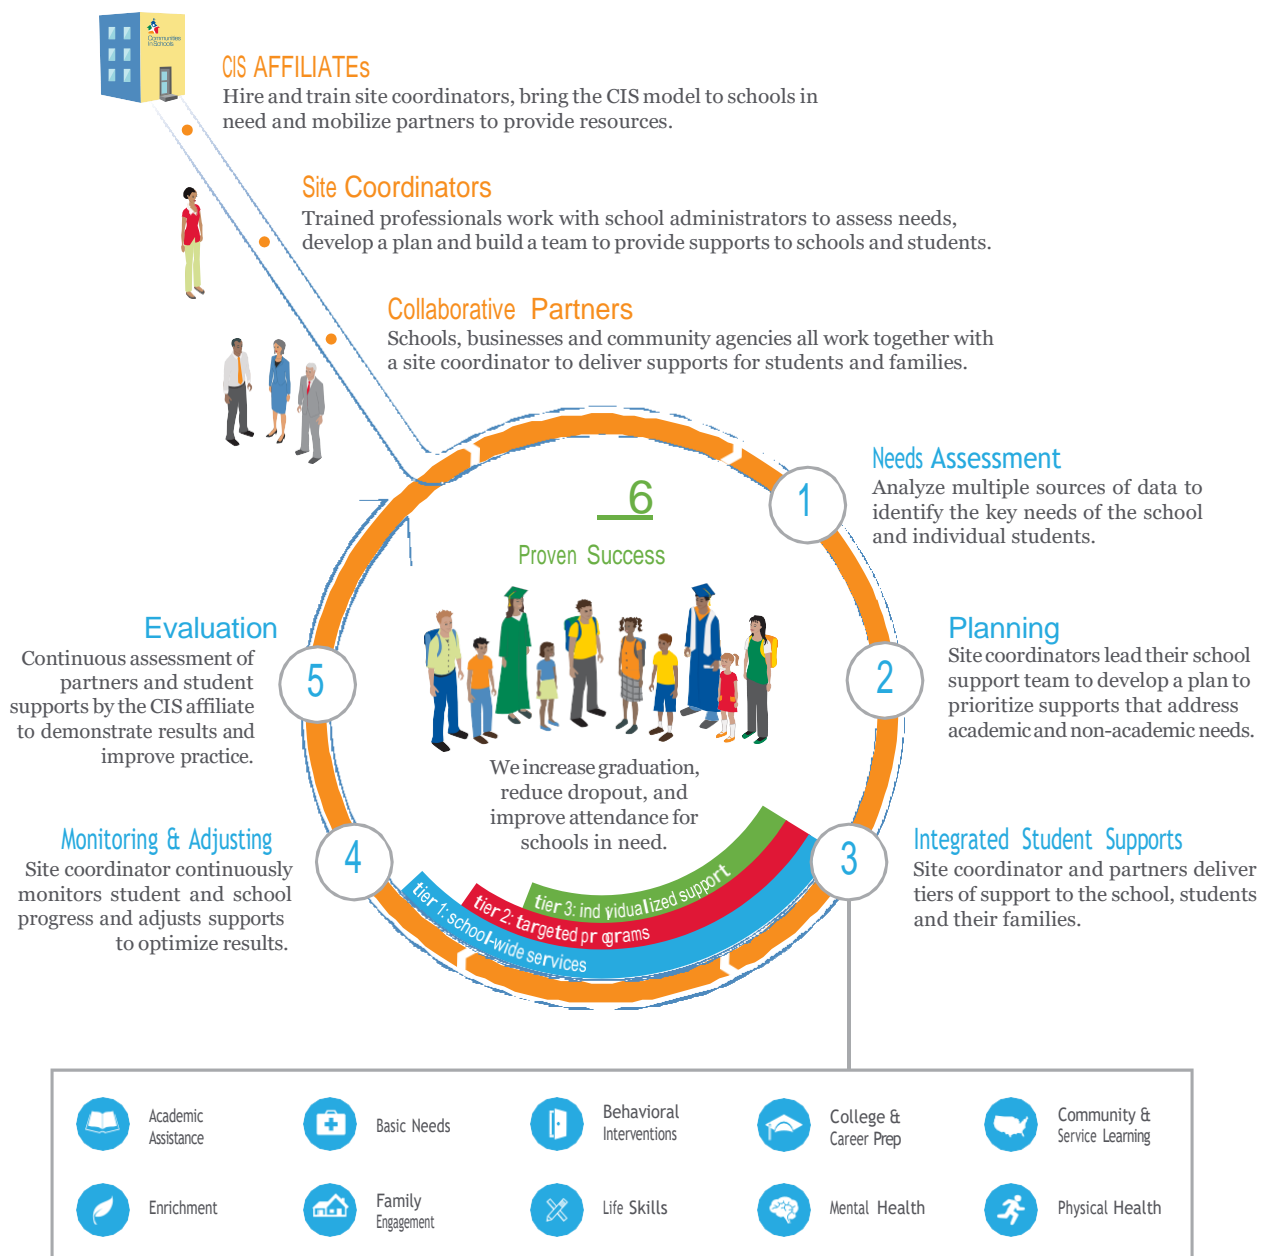 Communities
In Schools
CIS AFFILIATEs
Hire and train site coordinators, bring the CIS model to schools in
need and mobilize partners to provide resources.
Site Coordinators
Trained professionals work with school administrators to assess needs,
develop a plan and build a team to provide supports to schools and students.
Collaborative Partners
Schools, businesses and community agencies all work together with
a site coordinator to deliver supports for students and families.
1
Needs Assessment
Analyze multiple sources of data to
identify the key needs of the school
and individual students.
6
Proven Success
We increase graduation,
reduce dropout, and
improve attendance for
schools in need.
2
Planning
Site coordinators lead their school
support team to develop a plan to
prioritize supports that address
academic and non-academic needs.
5
Evaluation
Continuous assessment of
partners and student
supports by the CIS affiliate
to demonstrate results and
improve practice.
4
Monitoring & Adjusting
Site coordinator continuously
monitors student and school
progress and adjusts supports
to optimize results.
3
Integrated Student Supports
Site coordinator and partners deliver
tiers of support to the school, students
and their families.
tier 3: individualized support
tier 2: targeted programs
tier 1: school-wide services
Academic
Assistance
Basic Needs
Behavioral
Interventions
College &
Career Prep
Community &
Service Learning
Enrichment
Family
Engagement
Life Skills
Mental Health
Physical Health